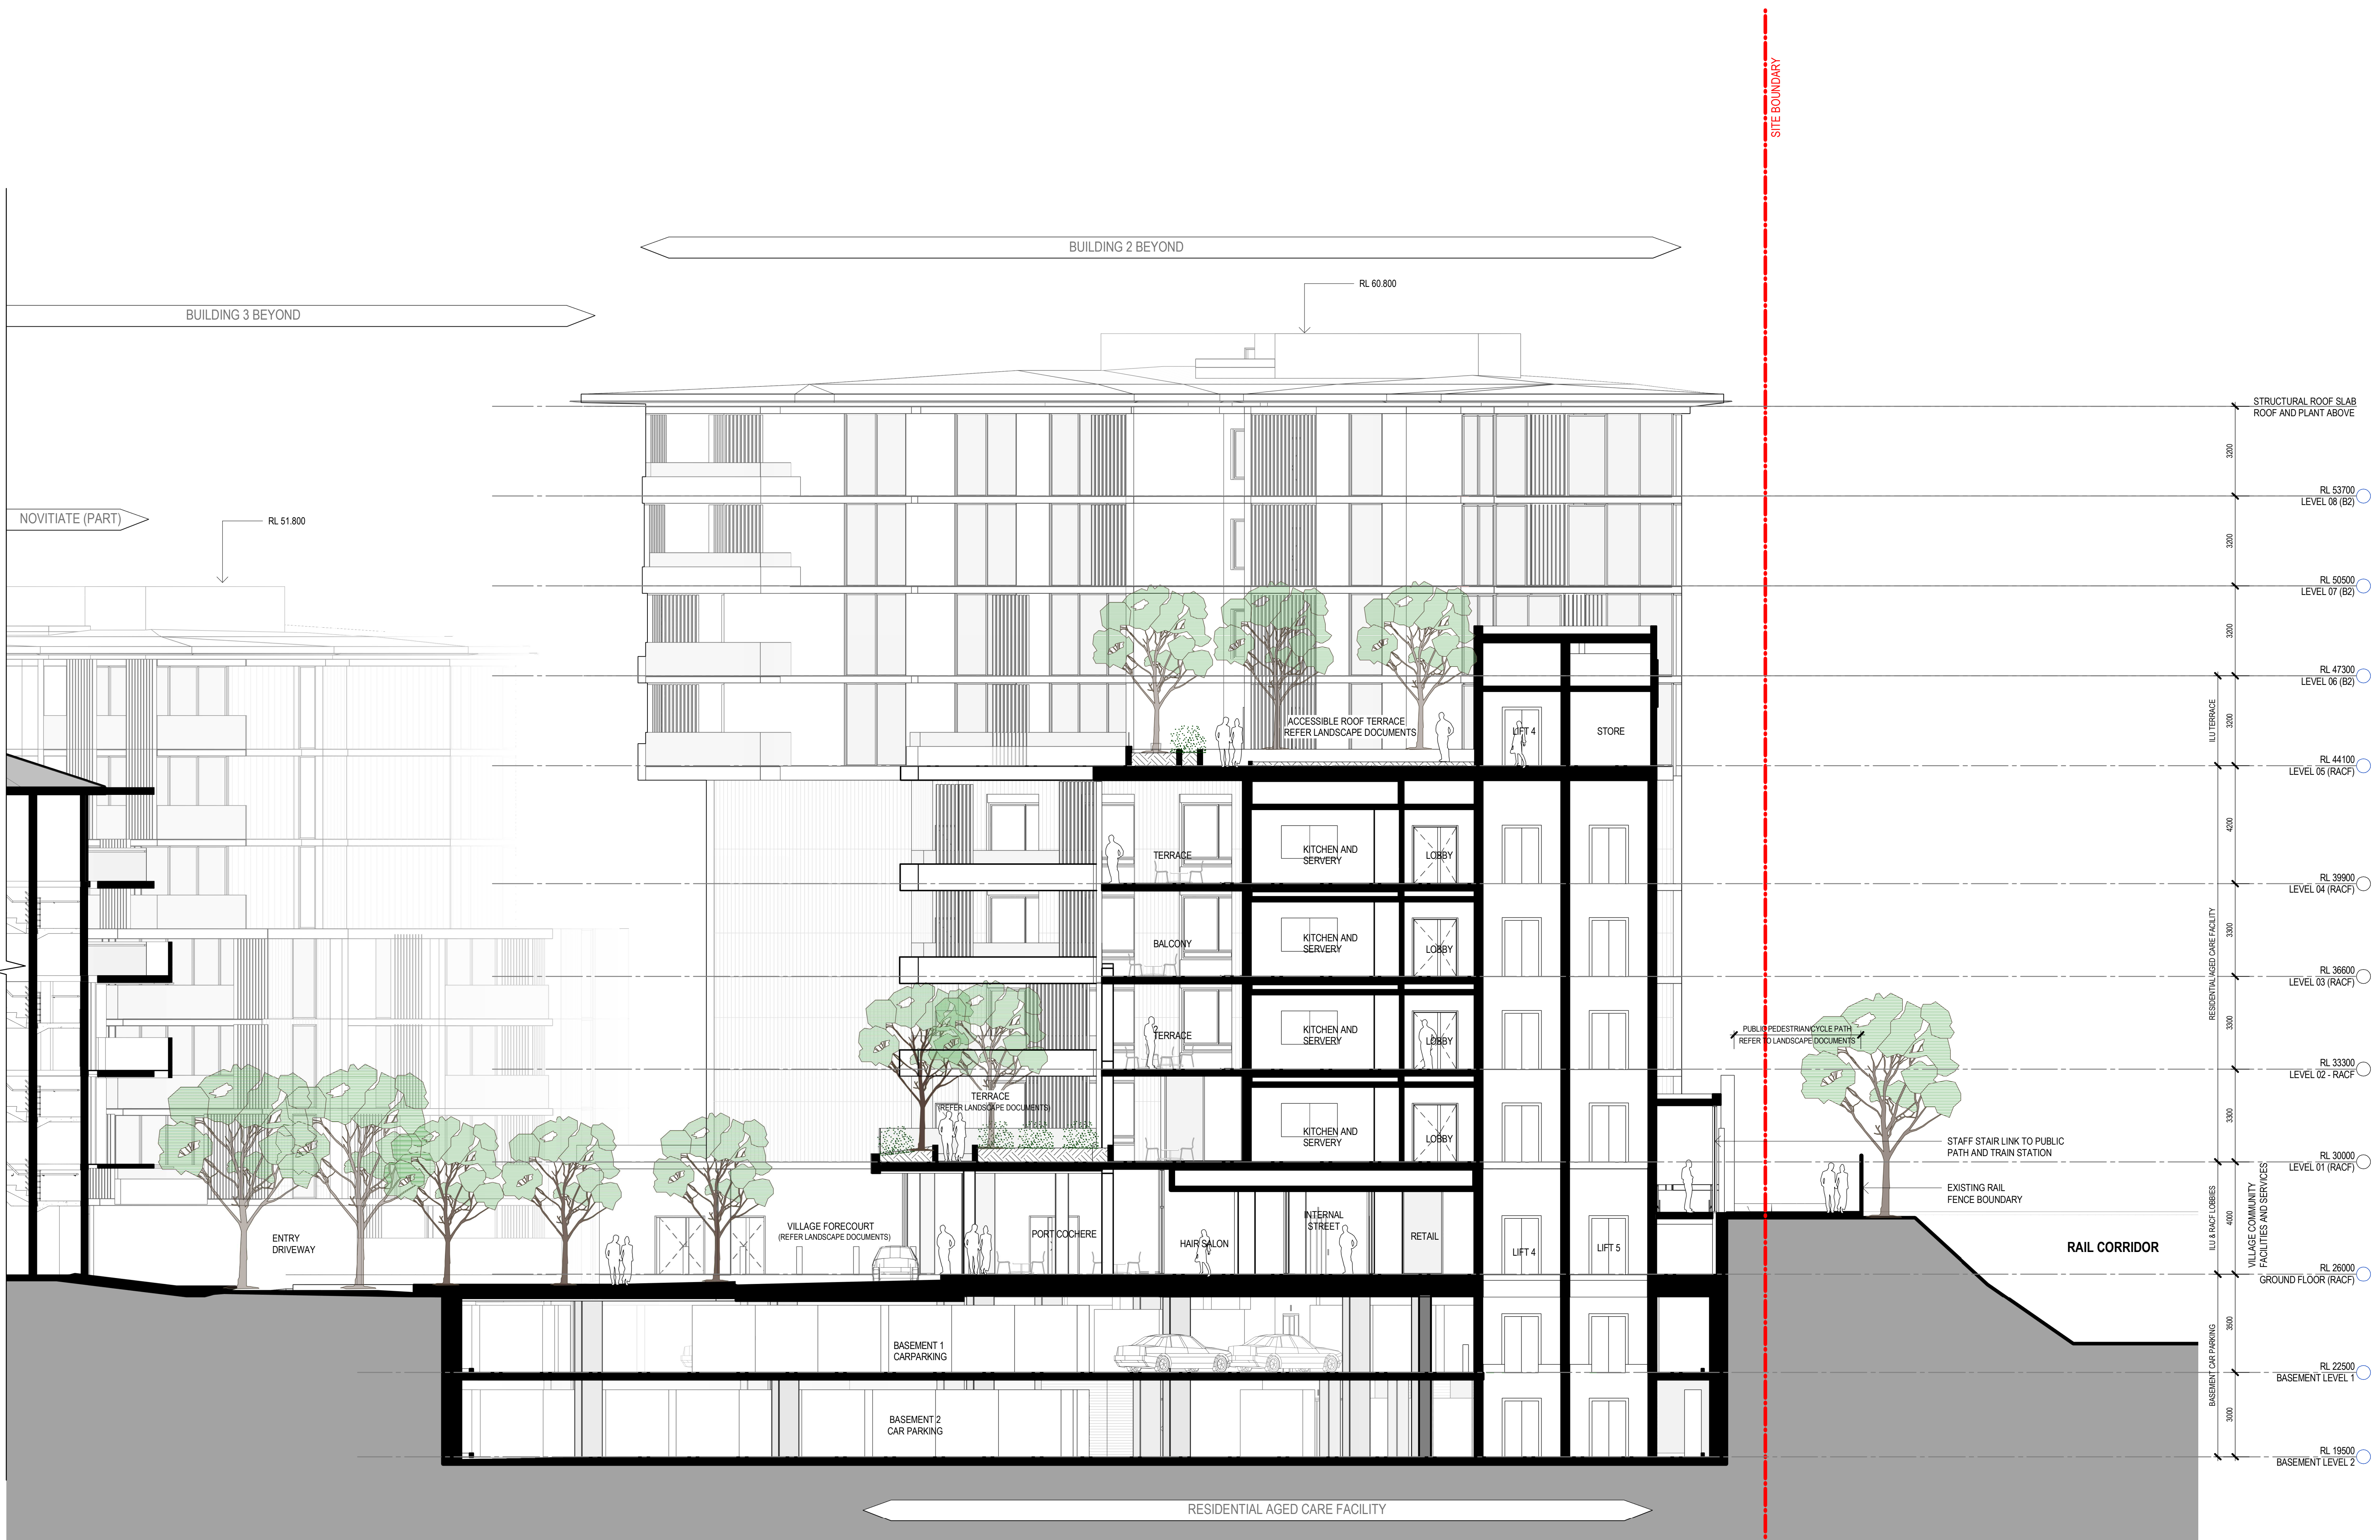 SITE BOUNDARY
BUILDING 2 BEYOND
RL 60.800
BUILDING 3 BEYOND
STRUCTURAL ROOF SLAB
ROOF AND PLANT ABOVE
3200
RL 53700
LEVEL 08 (B2)
NOVITIATE (PART)
RL 51.800
3200
RL 50500
LEVEL 07 (B2)
3200
RL 47300
LEVEL 06 (B2)
ACCESSIBLE ROOF TERRACE
REFER LANDSCAPE DOCUMENTS
LIFT 4
STORE
ILU TERRACE
3200
RL 44100
LEVEL 05 (RACF)
4200
TERRACE
KITCHEN AND
SERVERY
LOBBY
RL 39900
LEVEL 04 (RACF)
RESIDENTIAL AGED CARE FACILITY
3300
BALCONY
KITCHEN AND
SERVERY
LOBBY
RL 36600
LEVEL 03 (RACF)
3300
TERRACE
KITCHEN AND
SERVERY
LOBBY
PUBLIC PEDESTRIAN/CYCLE PATH
REFER TO LANDSCAPE DOCUMENTS
RL 33300
LEVEL 02 - RACF
3300
TERRACE
(REFER LANDSCAPE DOCUMENTS)
KITCHEN AND
SERVERY
LOBBY
STAFF STAIR LINK TO PUBLIC
PATH AND TRAIN STATION
RL 30000
LEVEL 01 (RACF)
EXISTING RAIL
FENCE BOUNDARY
ILU & RACF LOBBIES
4000
VILLAGE COMMUNITY
FACILITIES AND SERVICES
ENTRY
DRIVEWAY
VILLAGE FORECOURT
(REFER LANDSCAPE DOCUMENTS)
PORT COCHERE
HAIR SALON
INTERNAL
STREET
RETAIL
LIFT 4
LIFT 5
RAIL CORRIDOR
RL 26000
GROUND FLOOR (RACF)
BASEMENT CAR PARKING
3500
BASEMENT 1
CARPARKING
RL 22500
BASEMENT LEVEL 1
3000
BASEMENT 2
CAR PARKING
RL 19500
BASEMENT LEVEL 2
RESIDENTIAL AGED CARE FACILITY